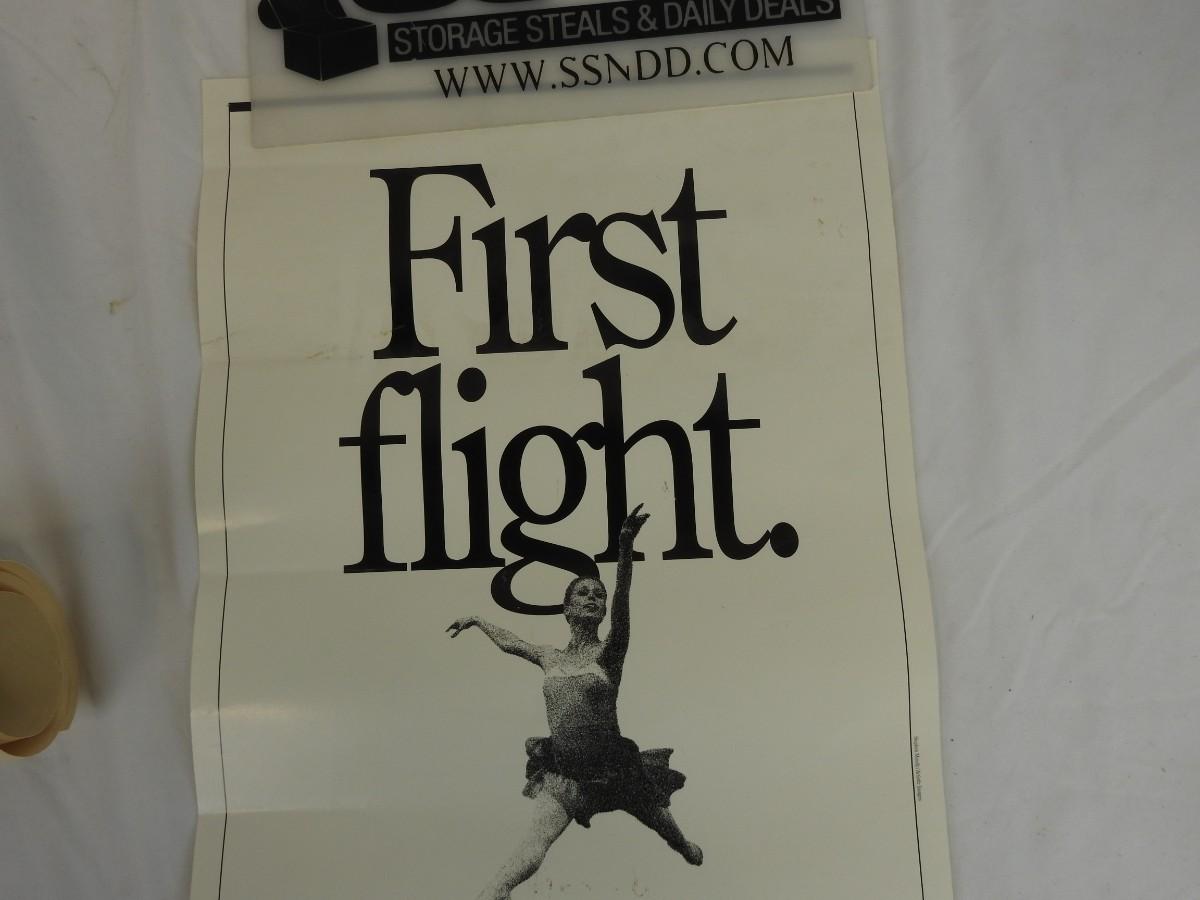 STORAGE STEALS & DAILY DEALS
WWW.SSNDD.COM
First
flight.